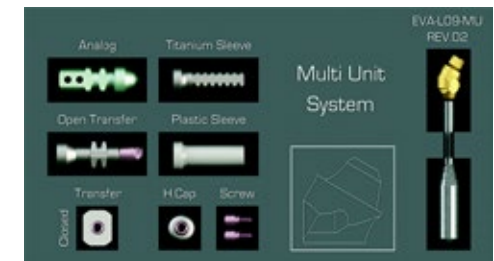 EVA-L09-MU
REV.02
Analog
Titanium Sleeve
Multi Unit
System
Open Transfer
Plastic Sleeve
Transfer
H.Cap
Screw
Closed